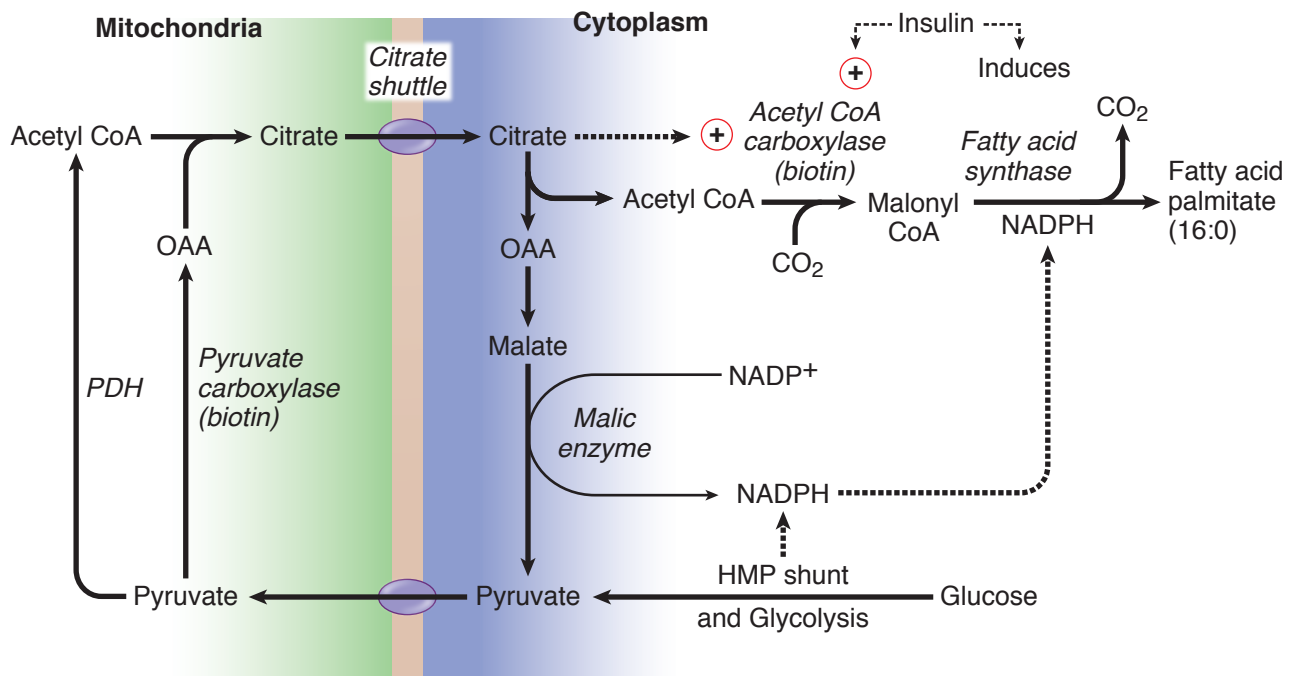 Mitochondria
Cytoplasm
Insulin
Induces
Citrate
shuttle
+
+
Acetyl CoA
Citrate
Citrate
Acetyl CoA
carboxylase
(biotin)
Fatty acid
synthase
CO2
Acetyl CoA
Malonyl
CoA
NADPH
Fatty acid
palmitate
(16:0)
CO2
OAA
OAA
Malate
PDH
Pyruvate
carboxylase
(biotin)
NADP+
Malic
enzyme
NADPH
HMP shunt
and Glycolysis
Pyruvate
Pyruvate
Glucose